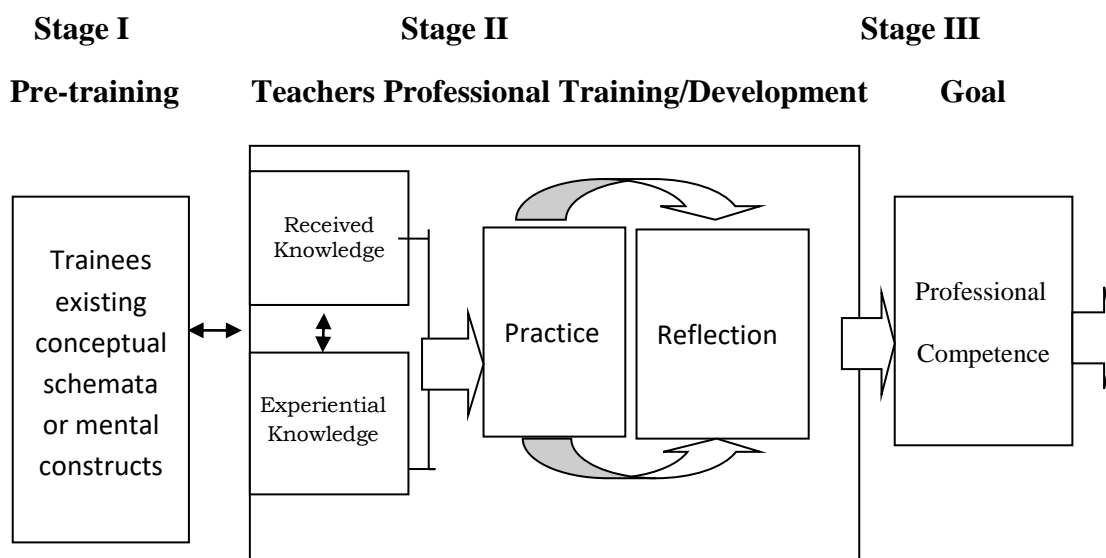 Stage I
Stage II
Stage III
Pre-training
Teachers Professional Training/Development
Goal
Trainees
existing
conceptual
schemata
or mental
constructs
Received
Knowledge
Experiential
Knowledge
Practice
Reflection
Professional
Competence